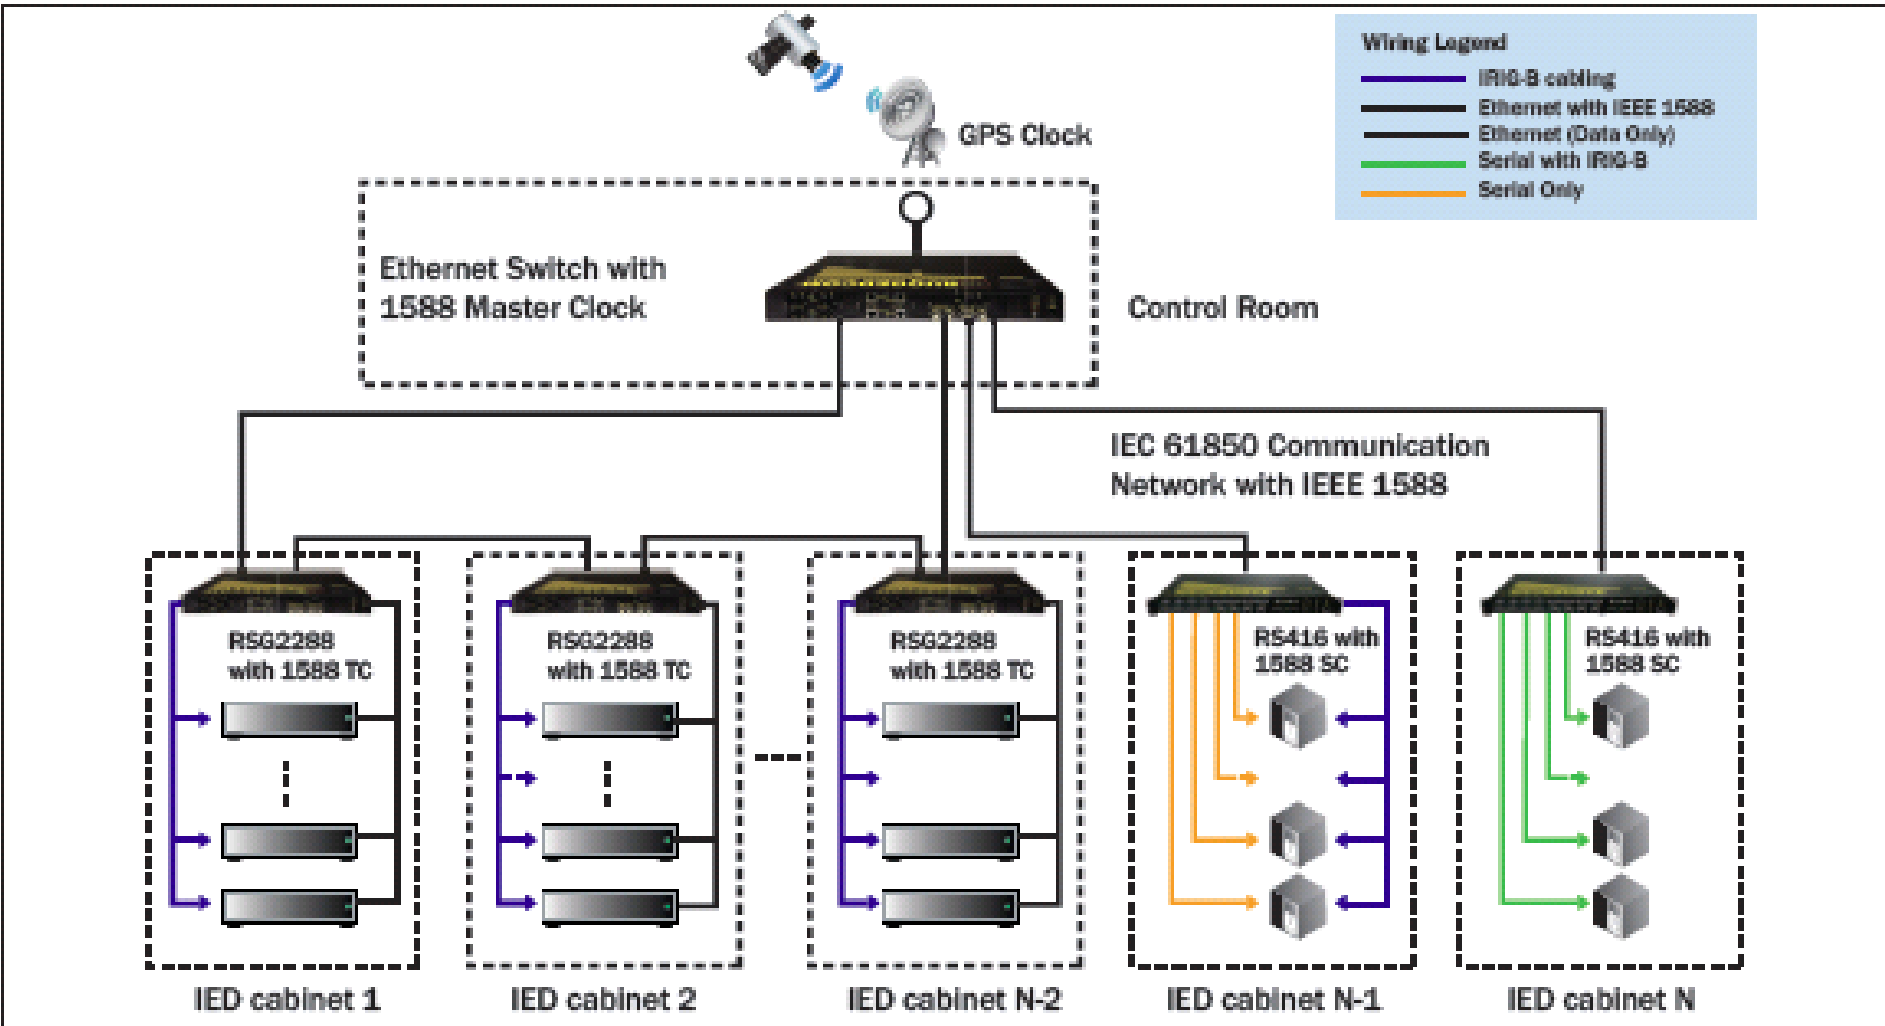 Wiring Legend
IRIG-B cabling
Ethernet with IEEE 1588
Ethernet (Data Only)
Serial with IRIG-B
Serial Only
GPS Clock
Ethernet Switch with
1588 Master Clock
Control Room
IEC 61850 Communication
Network with IEEE 1588
RSG2288
with 1588 TC
RSG2288
with 1588 TC
RSG2288
with 1588 TC
RS416 with
1588 SC
RS416 with
1588 SC
IED cabinet 1
IED cabinet 2
IED cabinet N-2
IED cabinet N-1
IED cabinet N